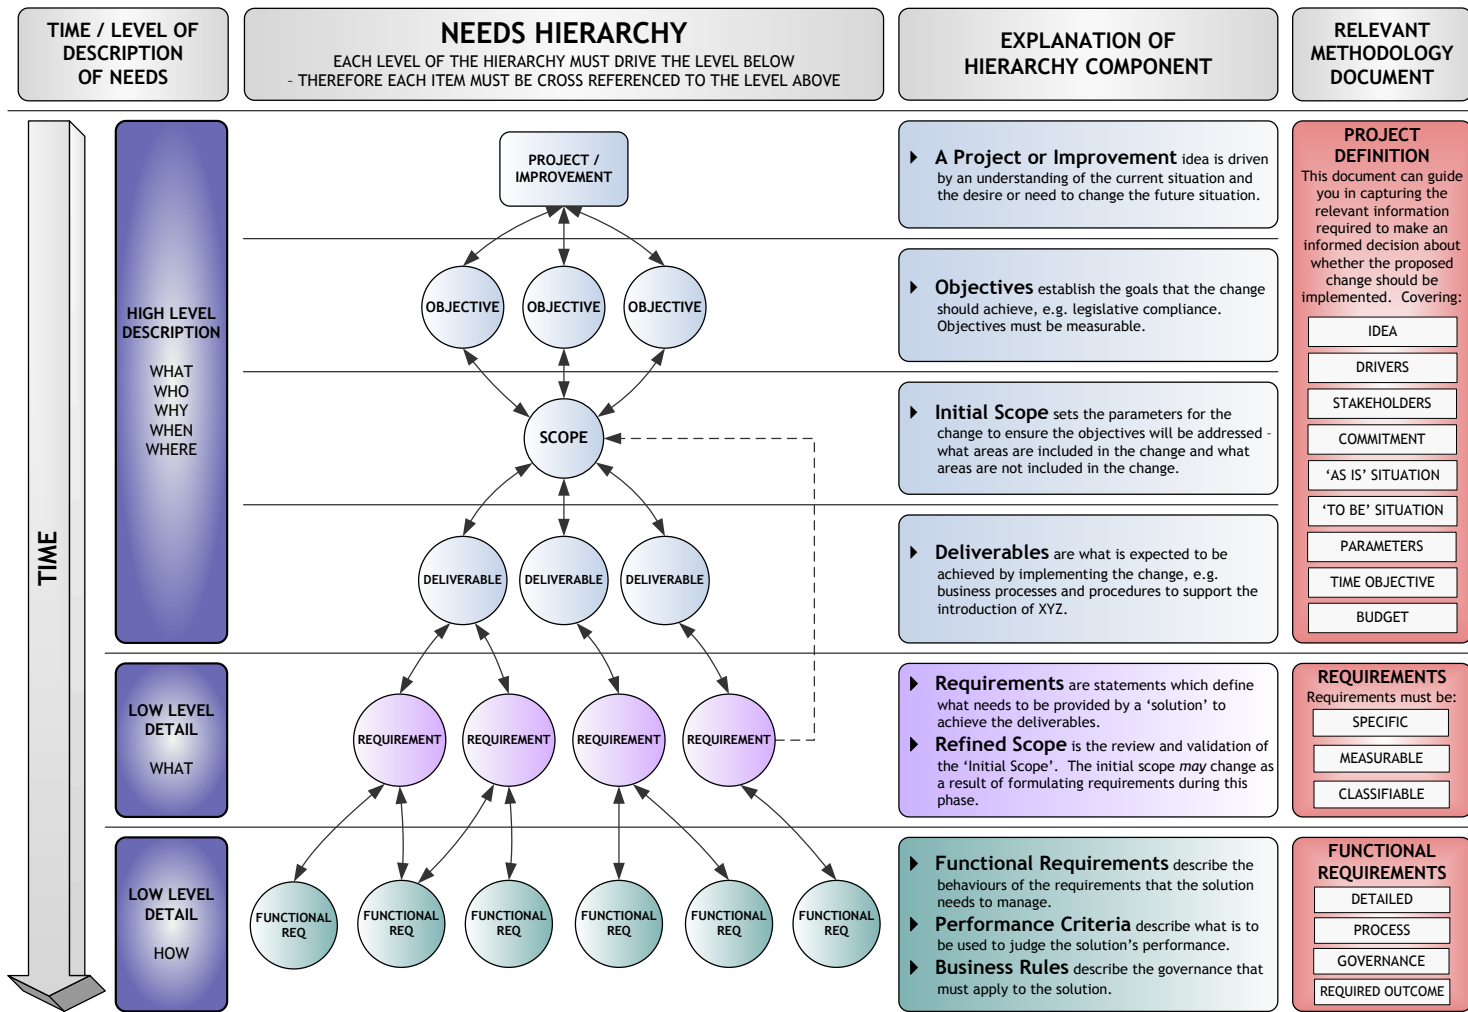 TIME / LEVEL OF
DESCRIPTION
OF NEEDS
NEEDS HIERARCHY
EACH LEVEL OF THE HIERARCHY MUST DRIVE THE LEVEL BELOW
- THEREFORE EACH ITEM MUST BE CROSS REFERENCED TO THE LEVEL ABOVE
EXPLANATION OF
HIERARCHY COMPONENT
RELEVANT
METHODOLOGY
DOCUMENT
TIME
HIGH LEVEL
DESCRIPTION
WHAT
WHO
WHY
WHEN
WHERE
PROJECT /
IMPROVEMENT
OBJECTIVE
OBJECTIVE
OBJECTIVE
SCOPE
DELIVERABLE
DELIVERABLE
DELIVERABLE
A Project or Improvement idea is driven
by an understanding of the current situation and
the desire or need to change the future situation.
Objectives establish the goals that the change
should achieve, e.g. legislative compliance.
Objectives must be measurable.
Initial Scope sets the parameters for the
change to ensure the objectives will be addressed -
what areas are included in the change and what
areas are not included in the change.
Deliverables are what is expected to be
achieved by implementing the change, e.g.
business processes and procedures to support the
introduction of XYZ.
PROJECT
DEFINITION
This document can guide
you in capturing the
relevant information
required to make an
informed decision about
whether the proposed
change should be
implemented. Covering:
IDEA
DRIVERS
STAKEHOLDERS
COMMITMENT
‘AS IS’ SITUATION
‘TO BE’ SITUATION
PARAMETERS
TIME OBJECTIVE
BUDGET
LOW LEVEL
DETAIL
WHAT
REQUIREMENT
REQUIREMENT
REQUIREMENT
REQUIREMENT
Requirements are statements which define
what needs to be provided by a ‘solution’ to
achieve the deliverables.
Refined Scope is the review and validation of
the ‘Initial Scope’. The initial scope may change as
a result of formulating requirements during this
phase.
REQUIREMENTS
Requirements must be:
SPECIFIC
MEASURABLE
CLASSIFIABLE
LOW LEVEL
DETAIL
HOW
FUNCTIONAL
REQ
FUNCTIONAL
REQ
FUNCTIONAL
REQ
FUNCTIONAL
REQ
FUNCTIONAL
REQ
FUNCTIONAL
REQ
Functional Requirements describe the
behaviours of the requirements that the solution
needs to manage.
Performance Criteria describe what is to
be used to judge the solution’s performance.
Business Rules describe the governance that
must apply to the solution.
FUNCTIONAL
REQUIREMENTS
DETAILED
PROCESS
GOVERNANCE
REQUIRED OUTCOME